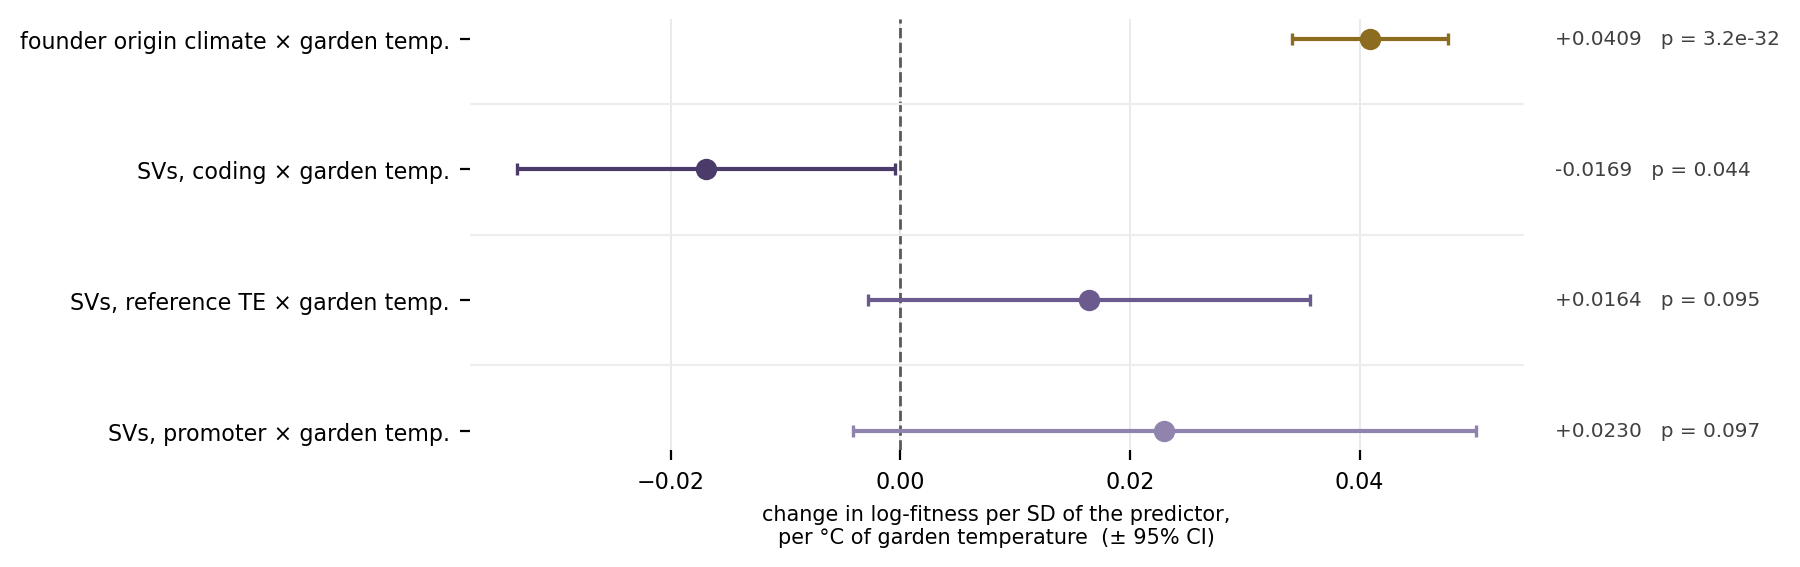 founder origin climate × garden temp.
+0.0409 p = 3.2e-32
SVs, coding × garden temp.
-0.0169 p = 0.044
SVs, reference TE × garden temp.
+0.0164 p = 0.095
SVs, promoter × garden temp.
+0.0230 p = 0.097
−0.02 0.00 0.02 0.04
change in log-fitness per SD of the predictor,
per °C of garden temperature (± 95% CI)